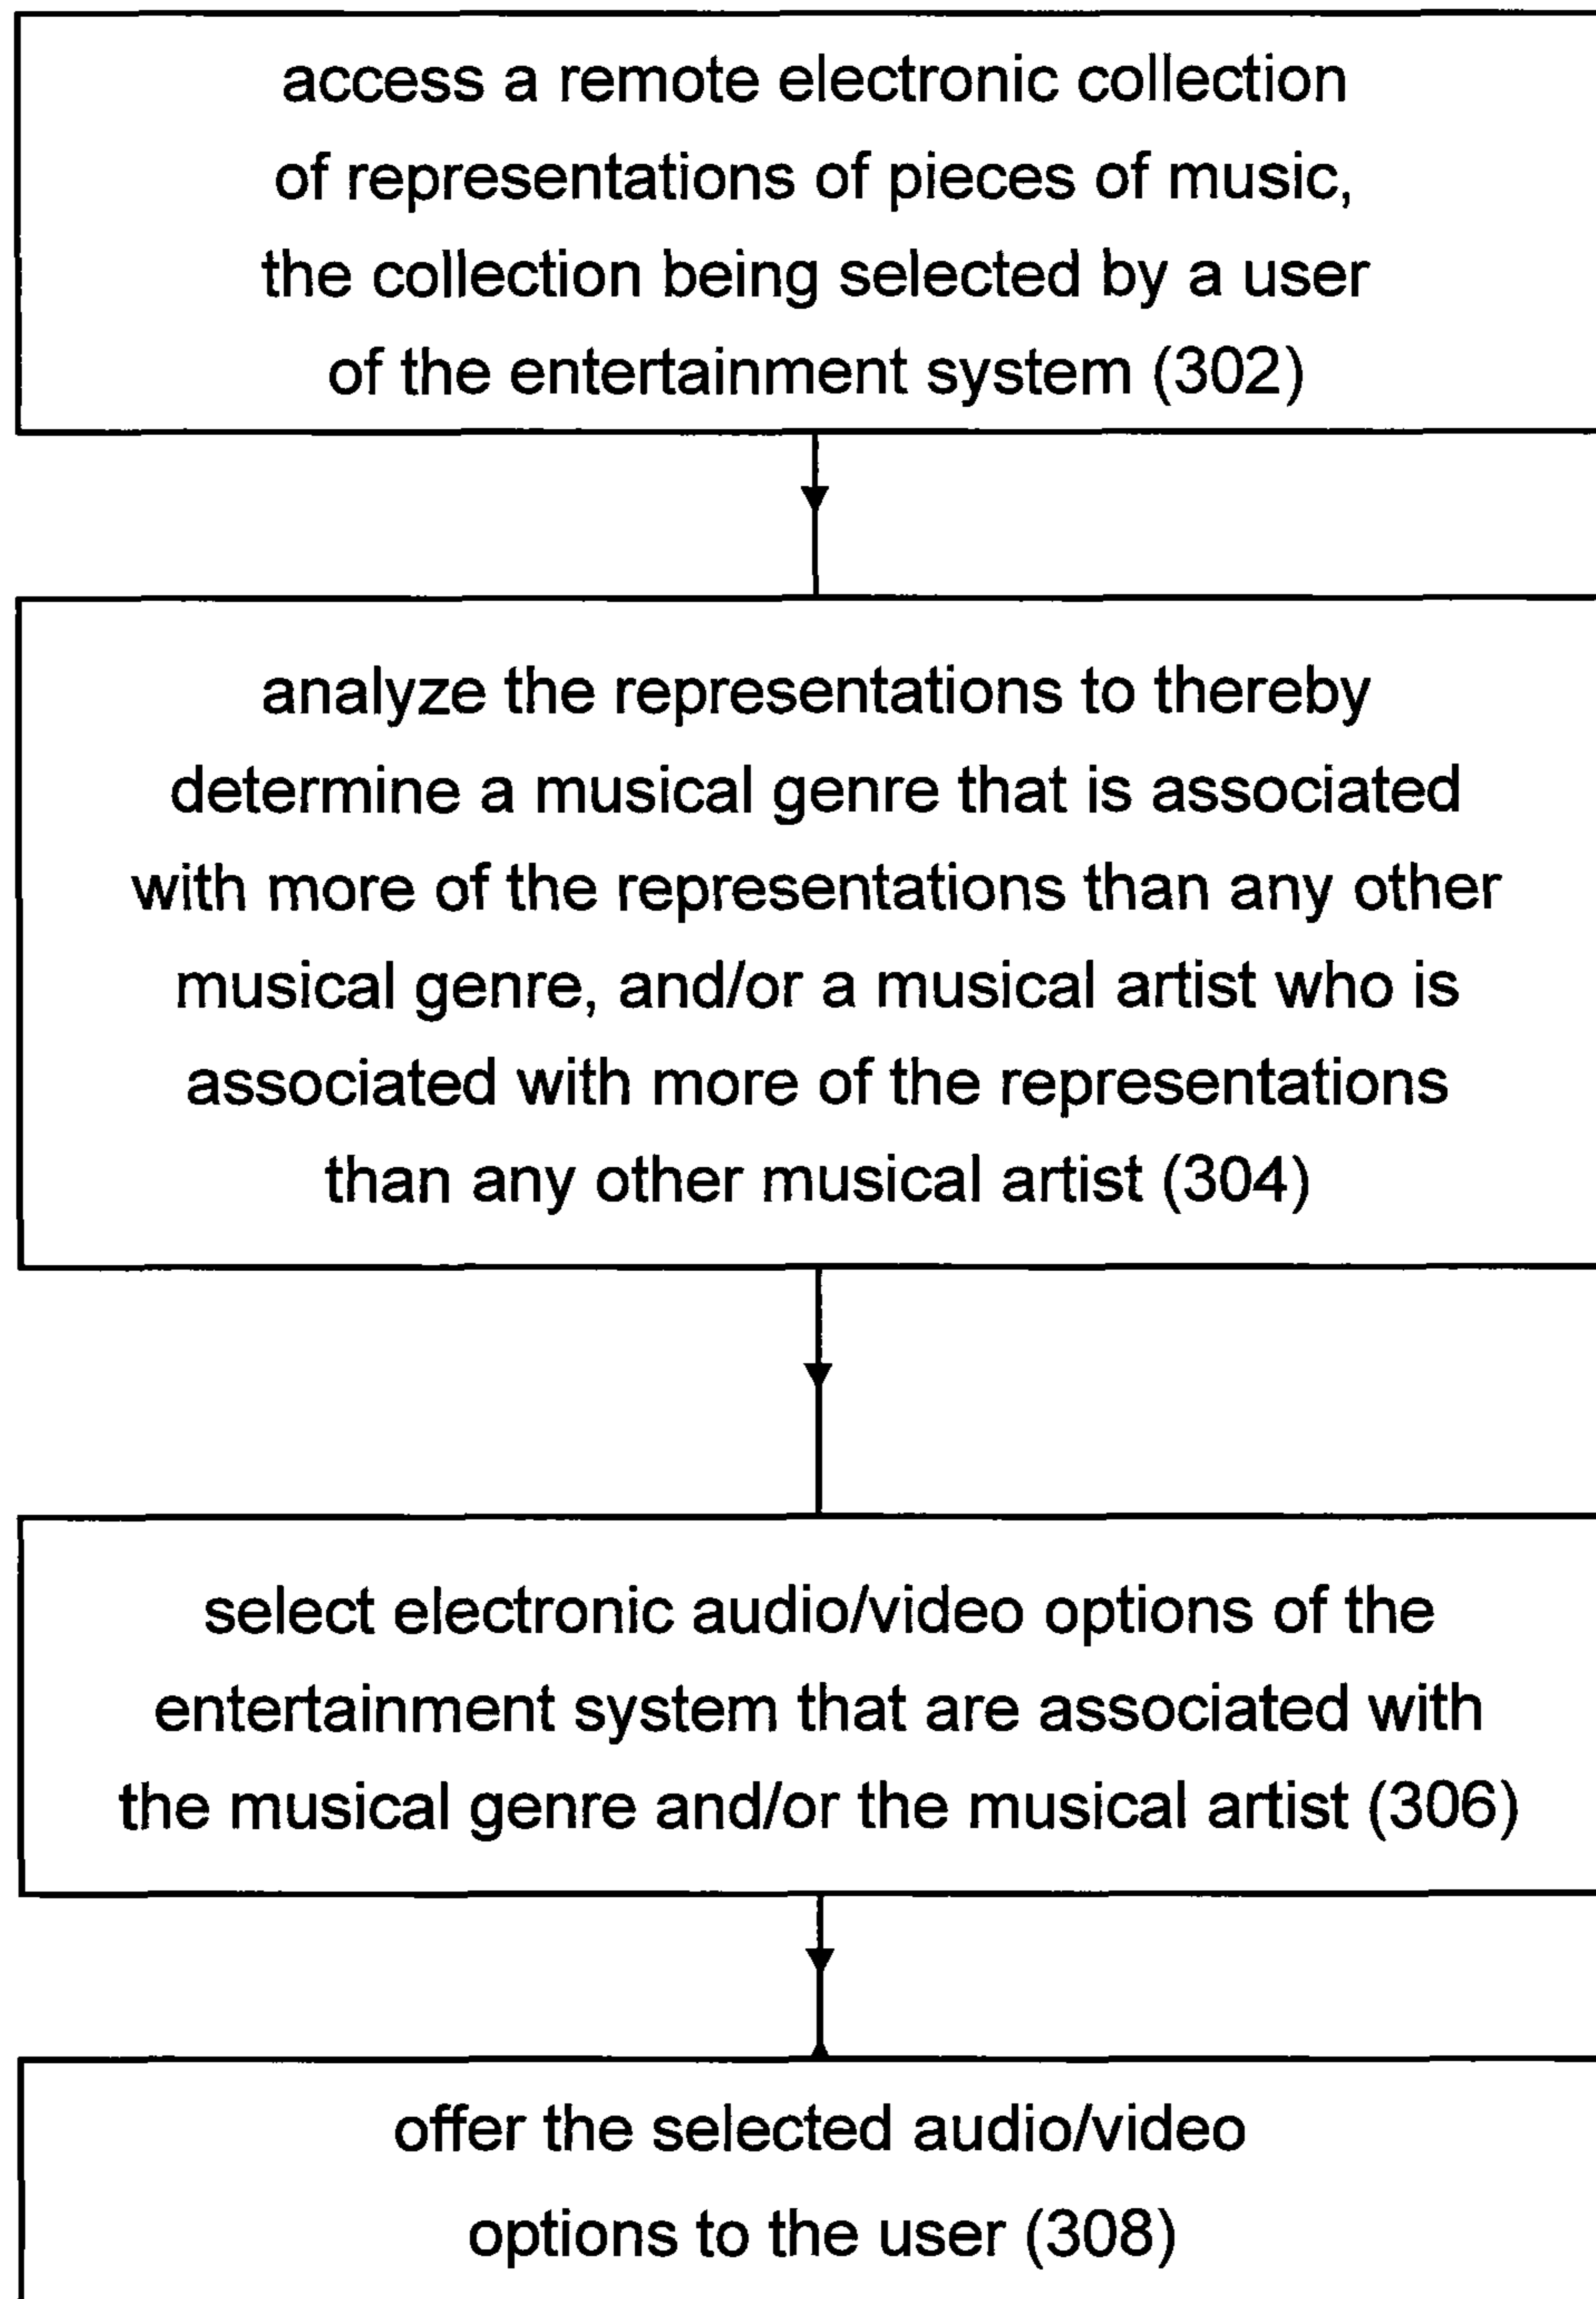 access a remote electronic collection
of representations of pieces of music,
the collection being selected by a user
of the entertainment system (302)
analyze the representations to thereby
determine a musical genre that is associated
with more of the representations than any other
musical genre, and/or a musical artist who is
associated with more of the representations
than any other musical artist (304)
select electronic audio/video options of the
entertainment system that are associated with
the musical genre and/or the musical artist (306)
offer the selected audio/video
options to the user (308)